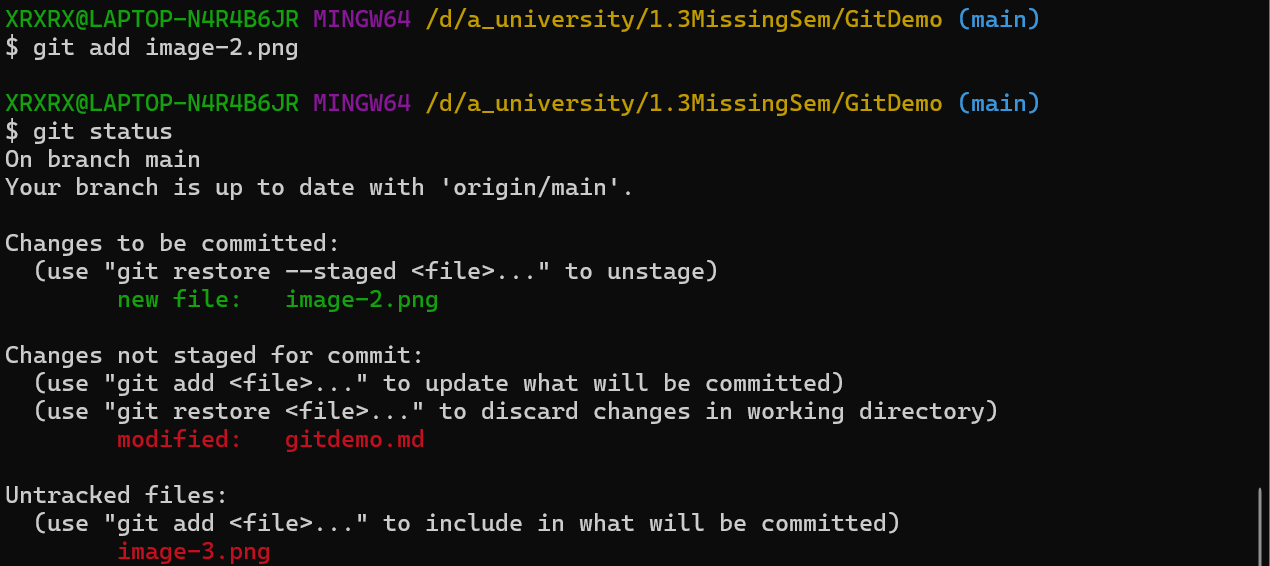 XRXRX@LAPTOP-N4R4B6JR MINGW64 /d/a_university/1.3MissingSem/GitDemo (main)
$ git add image-2.png
XRXRX@LAPTOP-N4R4B6JR MINGW64 /d/a_university/1.3MissingSem/GitDemo (main)
$ git status
On branch main
Your branch is up to date with 'origin/main'.
Changes to be committed:
  (use "git restore --staged <file>..." to unstage)
        new file:   image-2.png
Changes not staged for commit:
  (use "git add <file>..." to update what will be committed)
  (use "git restore <file>..." to discard changes in working directory)
        modified:   gitdemo.md
Untracked files:
  (use "git add <file>..." to include in what will be committed)
        image-3.png